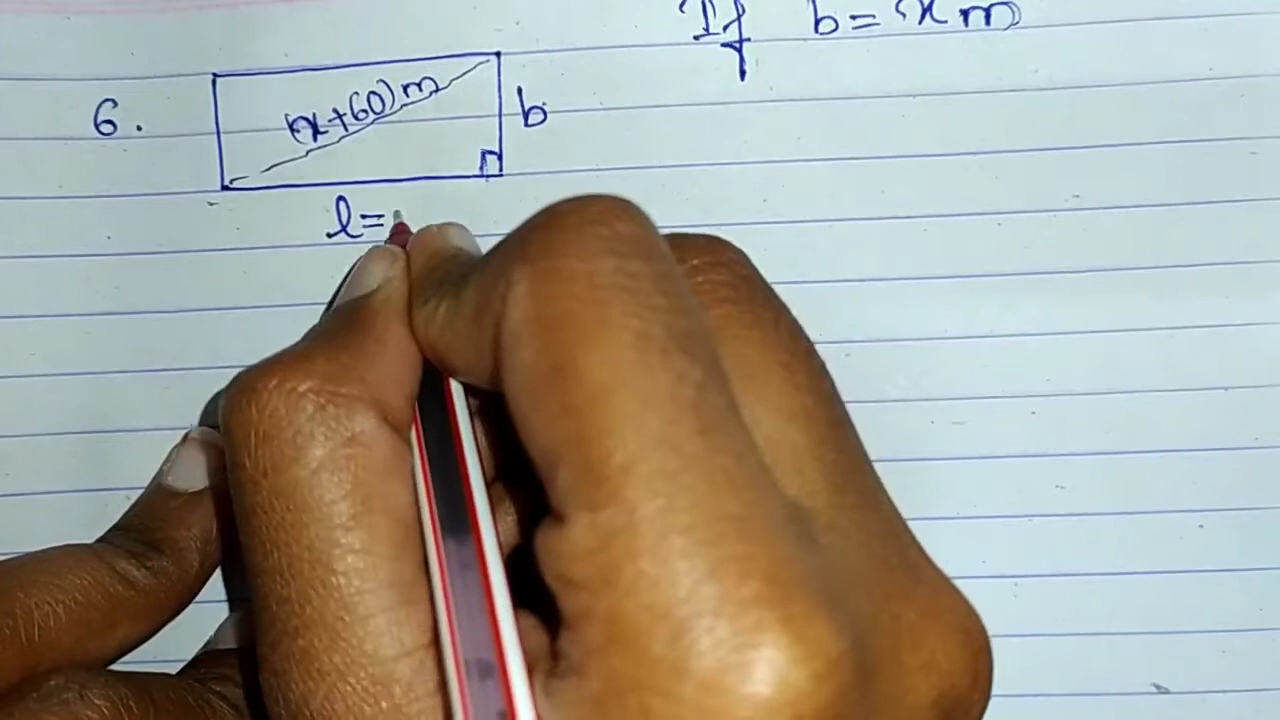 If b = x m
6.
(x+60) m
b
l =